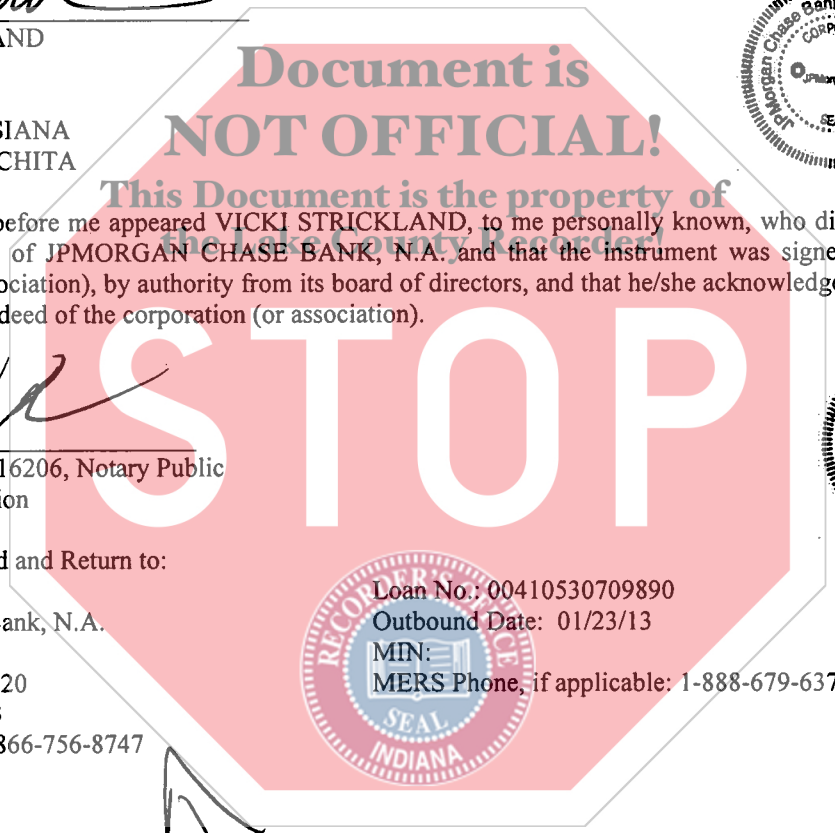 AND
Document is
NOT OFFICIAL!
This Document is the property of
the Lake County Recorder!
JPMorgan Chase Bank
CORP
SIANA
CHITA
before me appeared VICKI STRICKLAND, to me personally known, who di
of JPMORGAN CHASE BANK, N.A. and that the instrument was signe
ociation), by authority from its board of directors, and that he/she acknowledge
deed of the corporation (or association).
STOP
16206, Notary Public
ion
d and Return to:
Loan No.: 00410530709890
ank, N.A.
Outbound Date: 01/23/13
MIN:
20
MERS Phone, if applicable: 1-888-679-637
866-756-8747
RECORDER'S OFFICE
SEAL
INDIANA